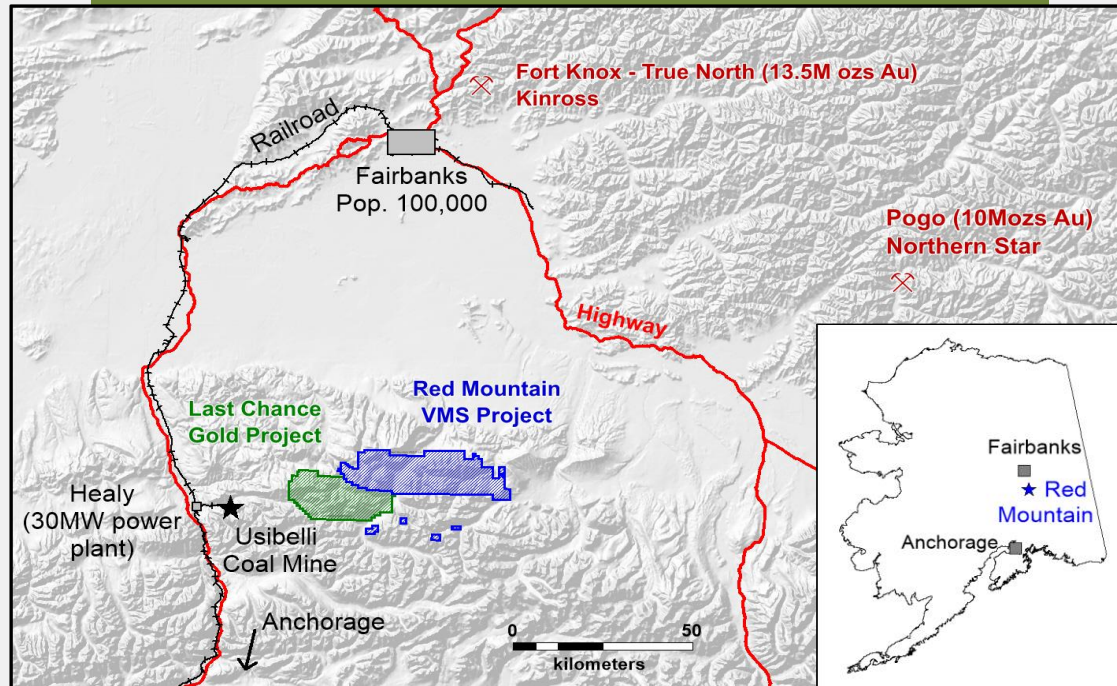 Fort Knox - True North (13.5M ozs Au)
Kinross
Railroad
Fairbanks
Pop. 100,000
Pogo (10Mozs Au)
Northern Star
Highway
Red Mountain
VMS Project
Last Chance
Gold Project
Healy
(30MW power
plant)
Usibelli
Coal Mine
Anchorage
0 50
kilometers
Fairbanks
Red
Mountain
Anchorage